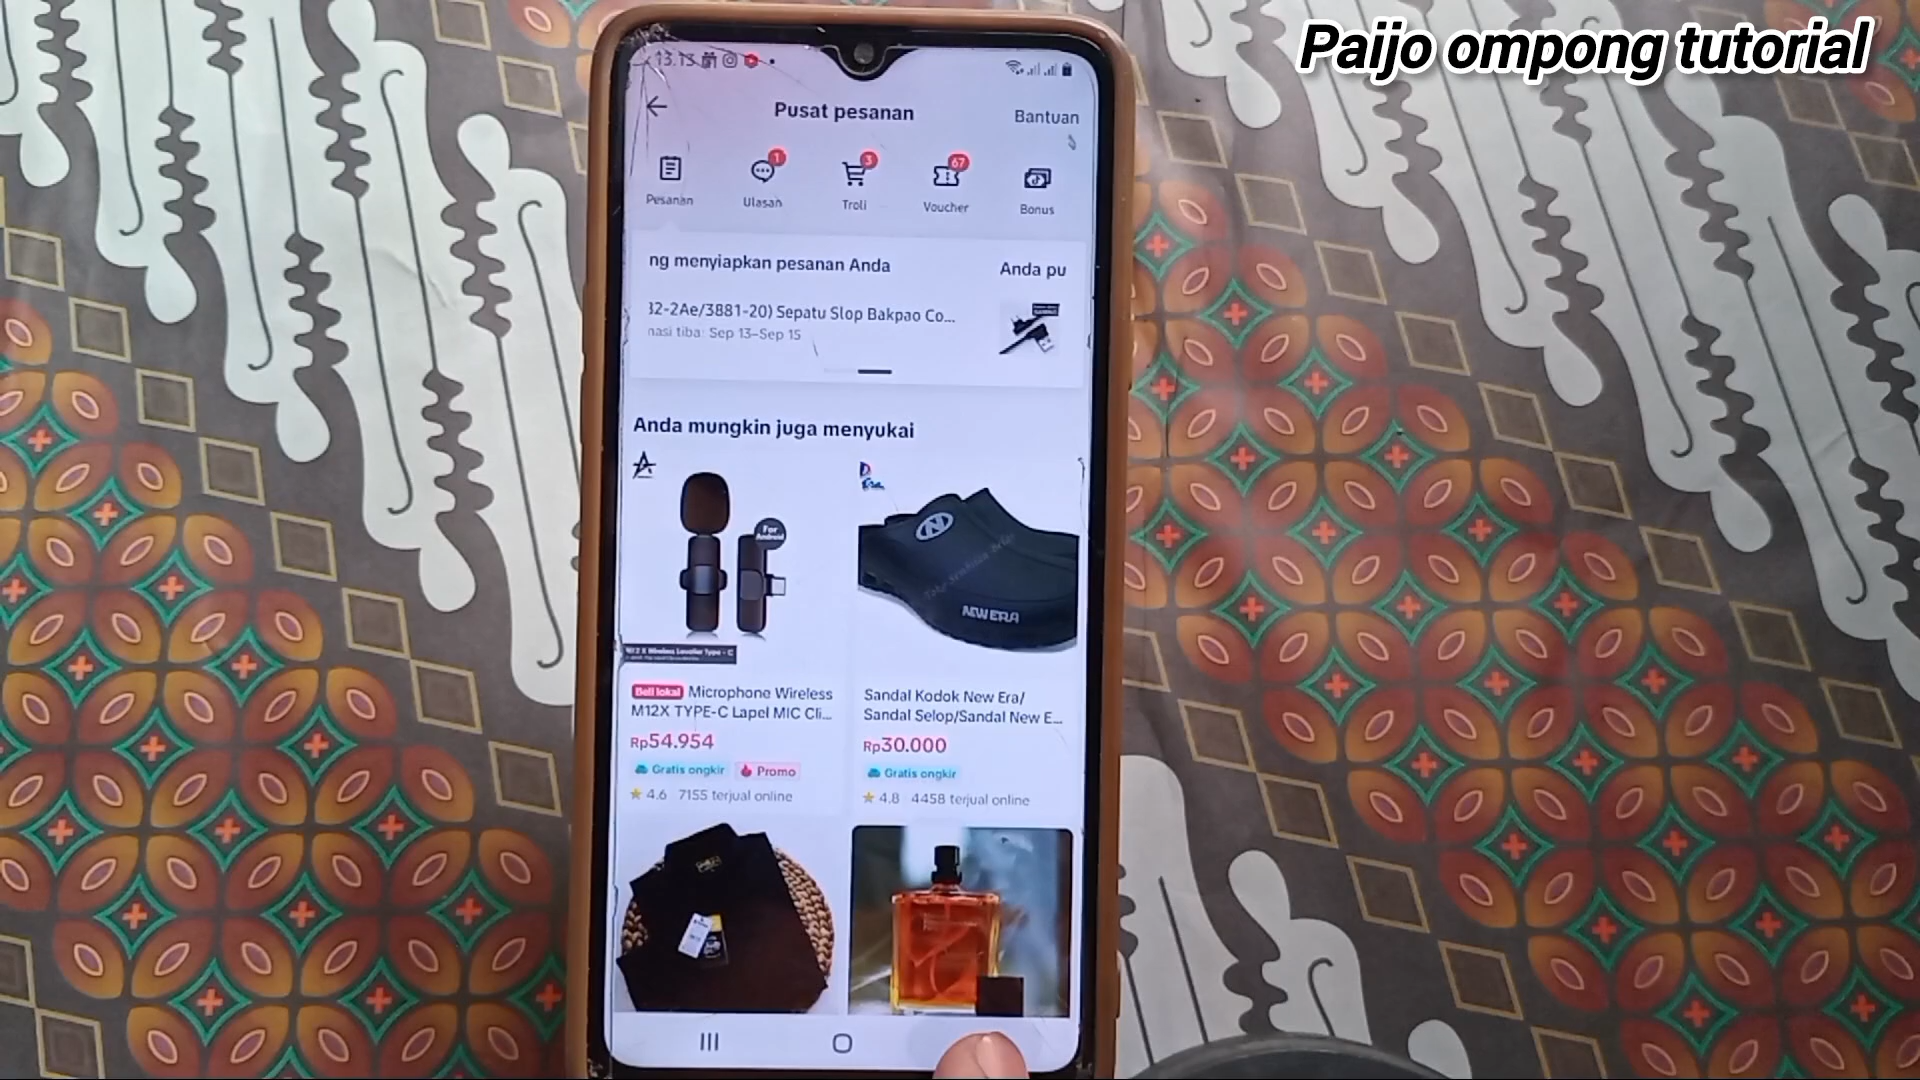 Paijo ompong tutorial
13.13
Pusat pesanan
Bantuan
1
3
67
Pesanan
Ulasan
Troli
Voucher
Bonus
ng menyiapkan pesanan Anda
Anda pu
32-2Ae/3881-20) Sepatu Slop Bakpao Co...
nasi tiba: Sep 13–Sep 15
Anda mungkin juga menyukai
For
Android
NEW ERA
Beli lokal Microphone Wireless
M12X TYPE-C Lapel MIC Cli...
Rp54.954
Gratis ongkir
Promo
4.6 7155 terjual online
Sandal Kodok New Era/
Sandal Selop/Sandal New E...
Rp30.000
Gratis ongkir
4.8 4458 terjual online